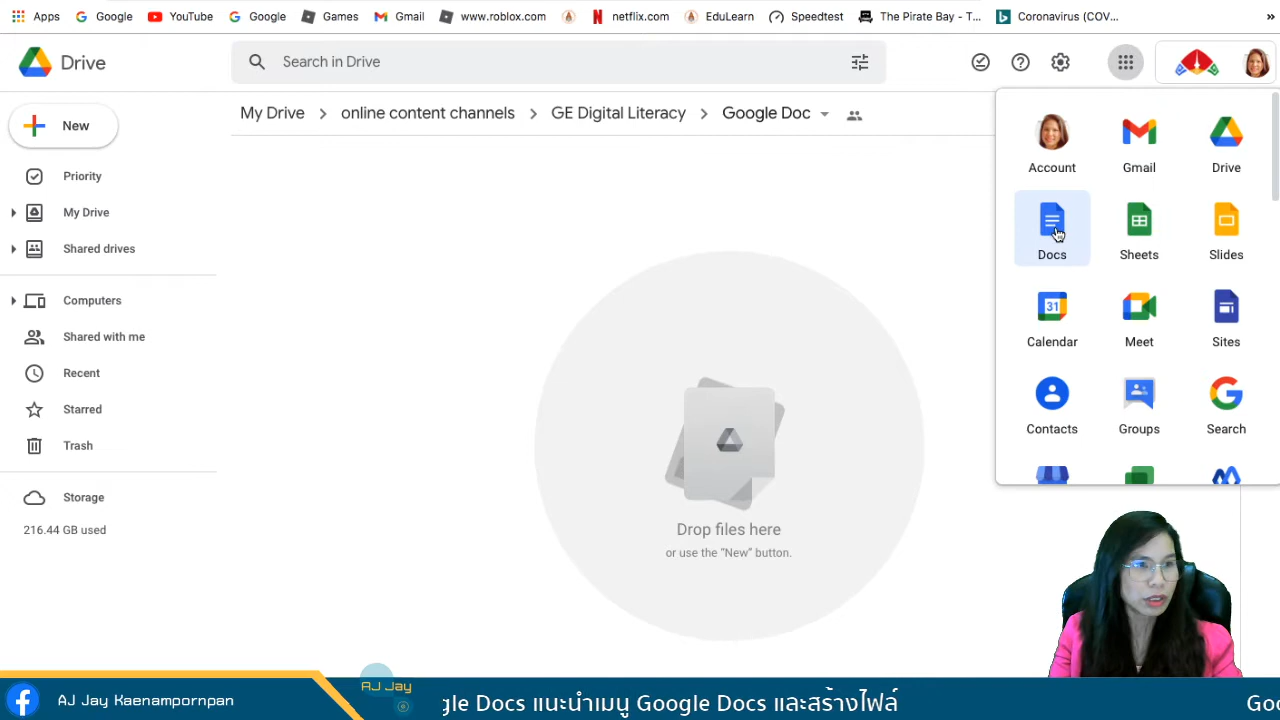 Apps Google YouTube Google Games Gmail www.roblox.com netflix.com EduLearn Speedtest The Pirate Bay - T... Coronavirus (COV... »
Drive Search in Drive
New
My Drive online content channels GE Digital Literacy Google Doc
Priority
My Drive
Shared drives
Computers
Shared with me
Recent
Starred
Trash
Storage
216.44 GB used
Drop files here
or use the “New” button.
Account Gmail Drive
Docs Sheets Slides
31
Calendar Meet Sites
Contacts Groups Search
AJ Jay Kaenampornpan
AJ Jay
gle Docs แนะนำเมนู Google Docs และสร้างไฟล์
Goo